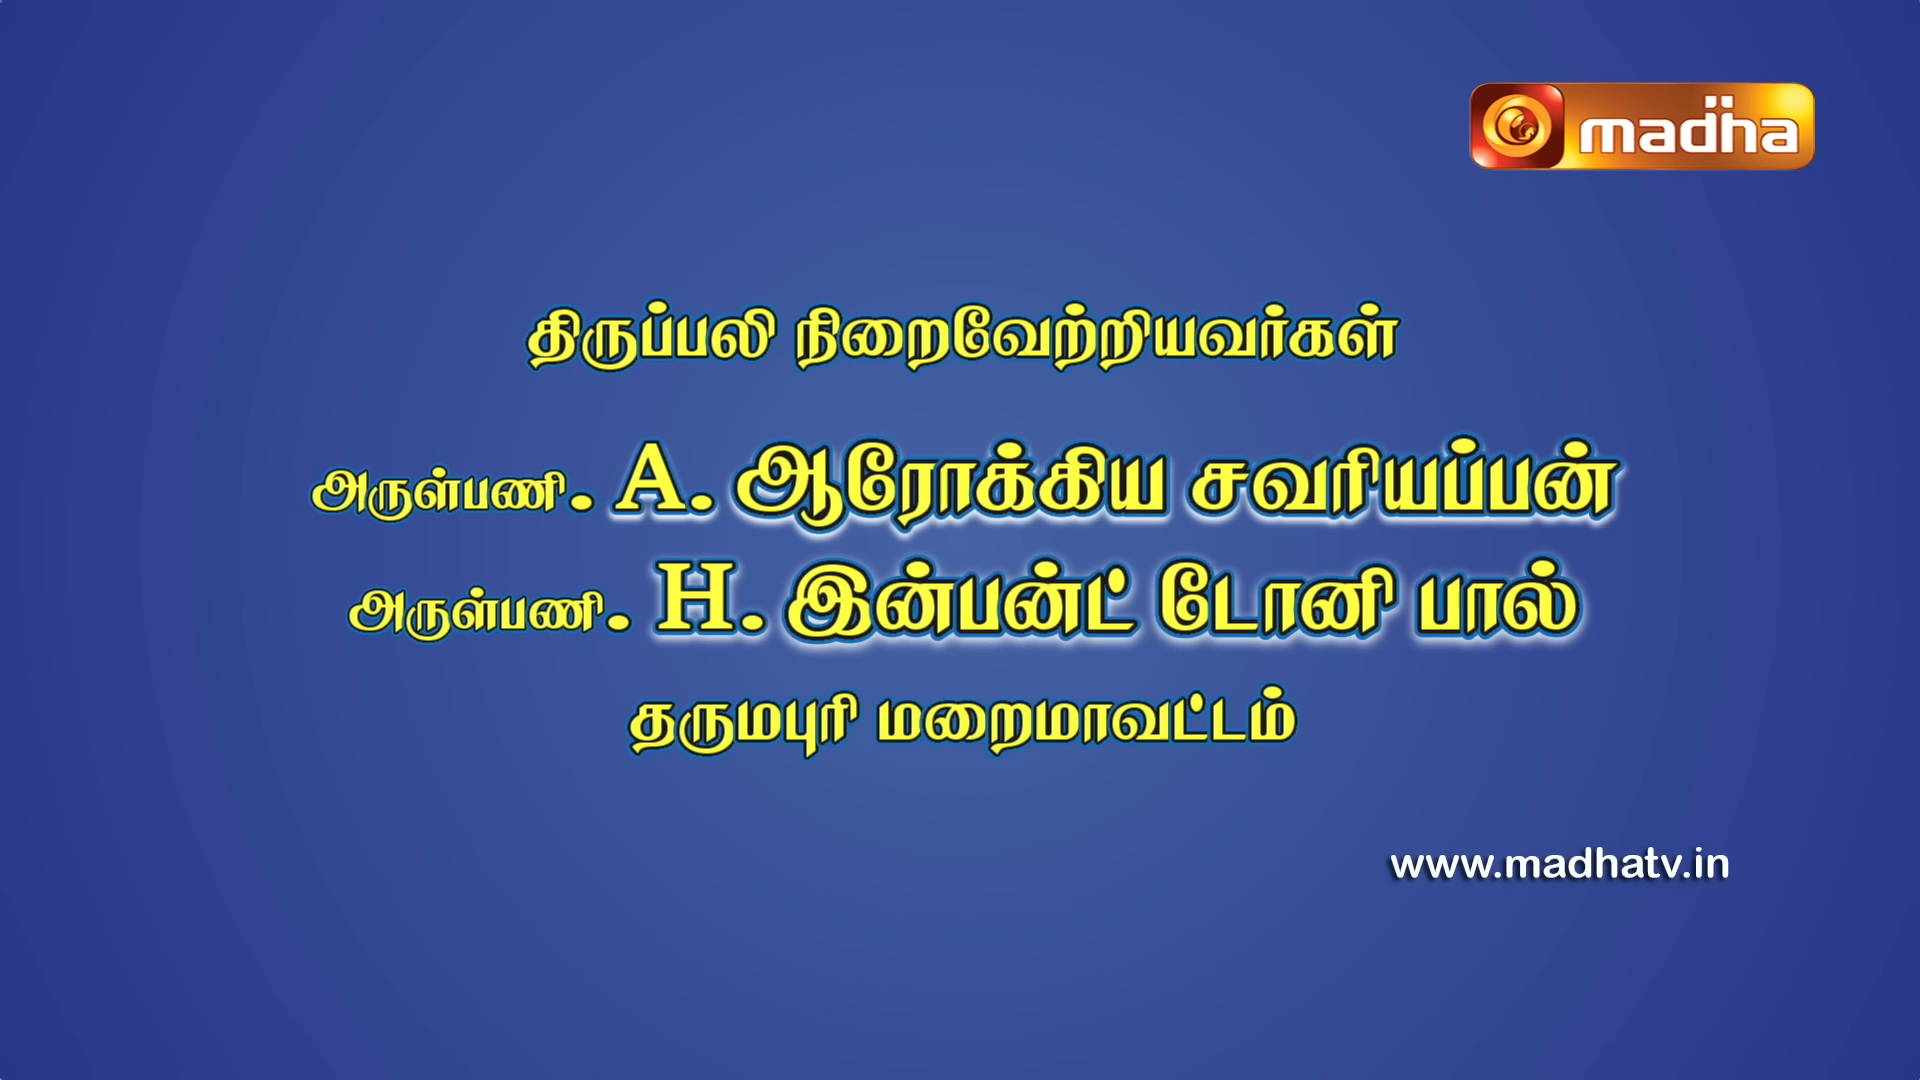 madha
திருப்பலி நிறைவேற்றியவர்கள்
அருள்பணி. A. ஆரோக்கிய சவரியப்பன்
அருள்பணி. H. இன்பன்ட் டோனி பால்
தருமபுரி மறைமாவட்டம்
www.madhatv.in